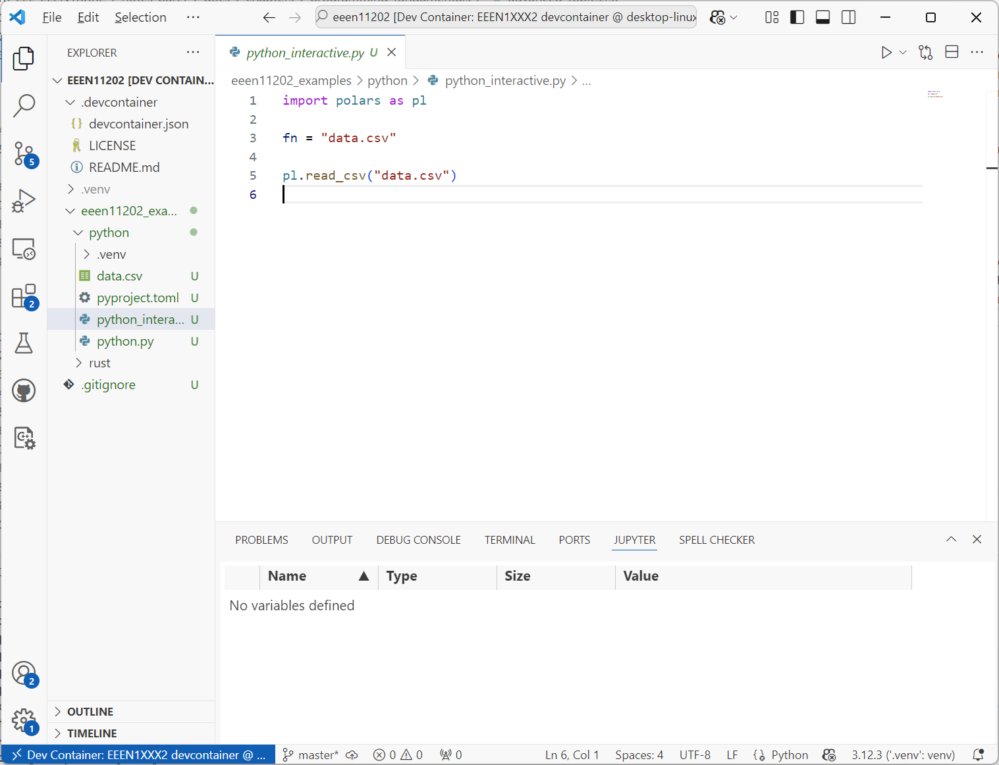 File Edit Selection ···
eeen11202 [Dev Container: EEEN1XXX2 devcontainer @ desktop-linux
EXPLORER ···
python_interactive.py U
EEEN11202 [DEV CONTAIN...
eeen11202_examples > python > python_interactive.py > ...
.devcontainer
{ } devcontainer.json
LICENSE
README.md
.venv
eeen11202_exa...
python
.venv
data.csv U
pyproject.toml U
python_intera... U
python.py U
rust
.gitignore U
1 import polars as pl
2
3 fn = "data.csv"
4
5 pl.read_csv("data.csv")
6
5
2
2
1
OUTLINE
TIMELINE
PROBLEMS OUTPUT DEBUG CONSOLE TERMINAL PORTS JUPYTER SPELL CHECKER
Name Type Size Value
No variables defined
Dev Container: EEEN1XXX2 devcontainer @ ... master* 0 0 0 Ln 6, Col 1 Spaces: 4 UTF-8 LF Python 3.12.3 ('.venv': venv)